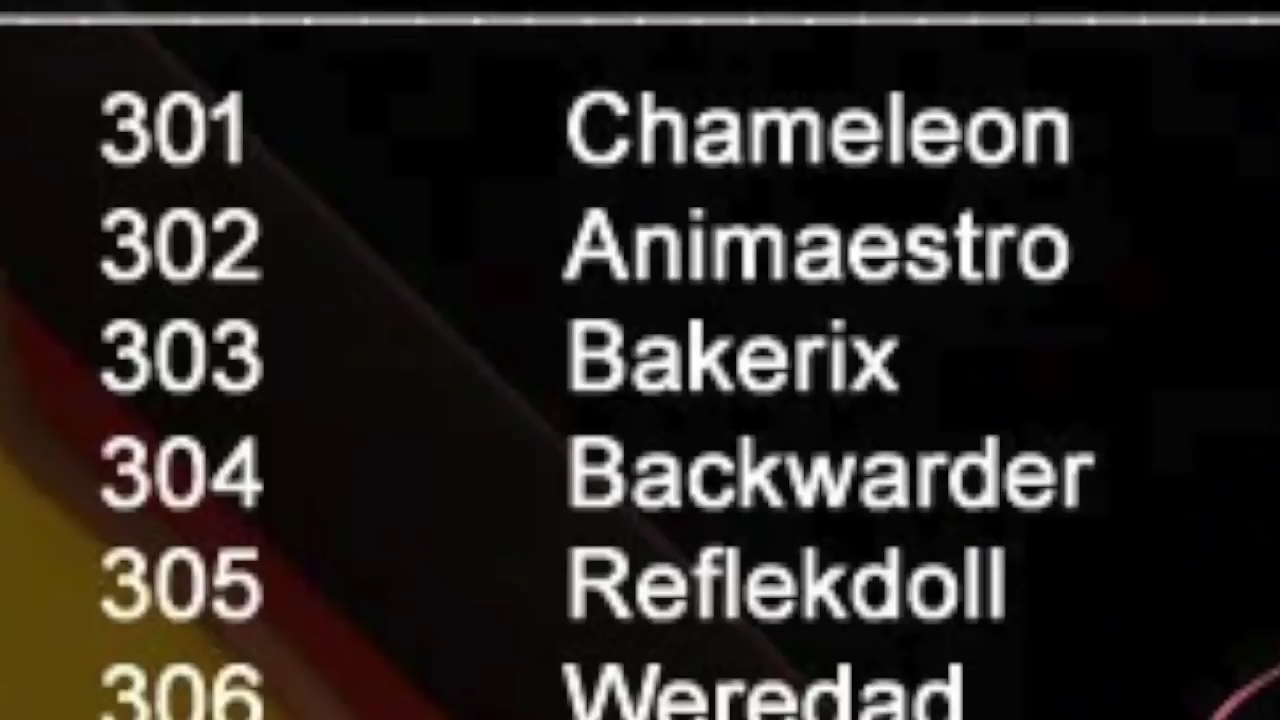 301 Chameleon
302 Animaestro
303 Bakerix
304 Backwarder
305 Reflekdoll
306 Weredad